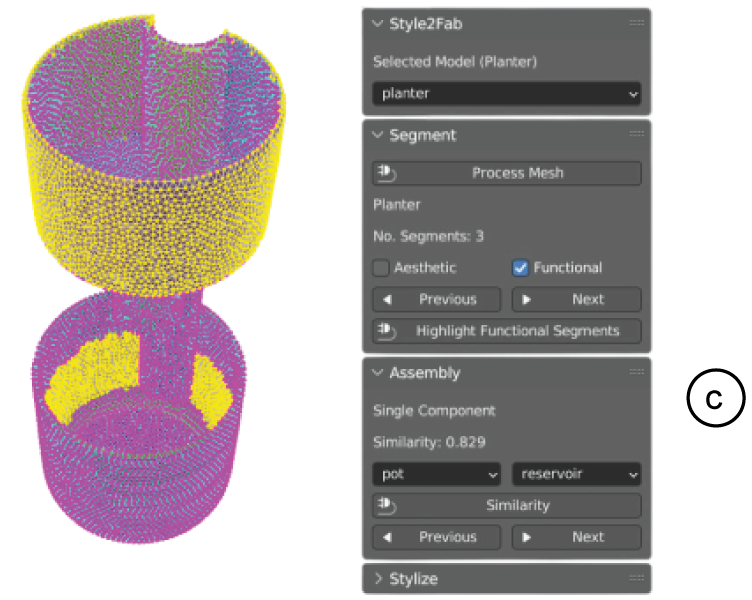 Style2Fab
Selected Model (Planter)
planter
Segment
Process Mesh
Planter
No. Segments: 3
Aesthetic Functional
Previous Next
Highlight Functional Segments
Assembly
Single Component
Similarity: 0.829
pot reservoir
Similarity
Previous Next
Stylize
C